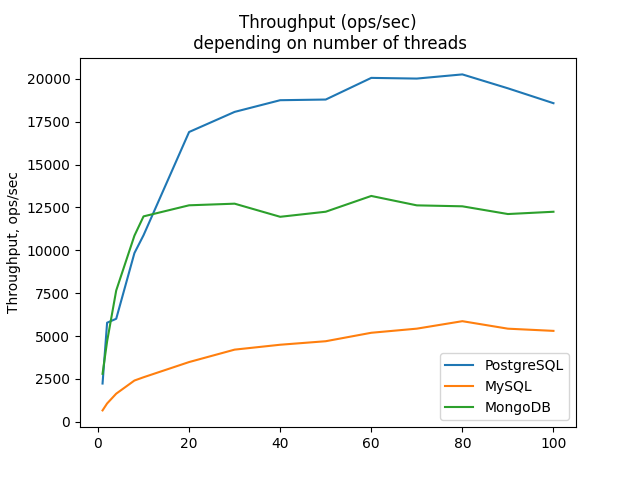 Throughput (ops/sec)
depending on number of threads
Throughput, ops/sec
20000
17500
15000
12500
10000
7500
5000
2500
0
0 20 40 60 80 100
PostgreSQL
MySQL
MongoDB